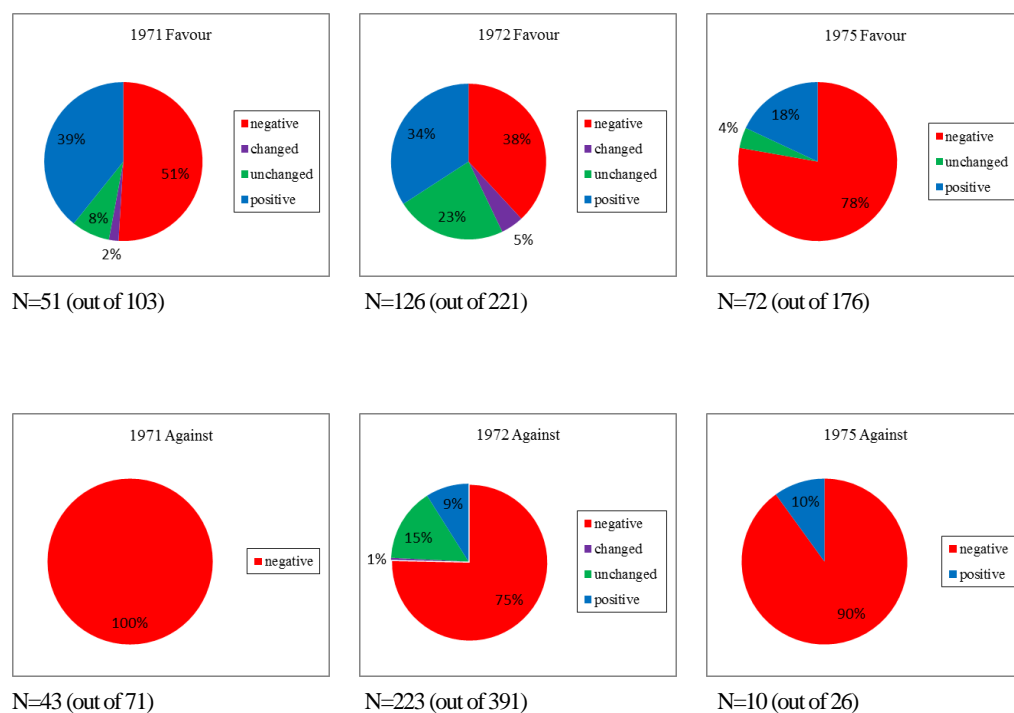 1971 Favour
39%
51%
8%
2%
negative
changed
unchanged
positive
N=51 (out of 103)
1972 Favour
34%
38%
23%
5%
negative
changed
unchanged
positive
N=126 (out of 221)
1975 Favour
18%
4%
78%
negative
unchanged
positive
N=72 (out of 176)
1971 Against
100%
negative
N=43 (out of 71)
1972 Against
9%
15%
1%
75%
negative
changed
unchanged
positive
N=223 (out of 391)
1975 Against
10%
90%
negative
positive
N=10 (out of 26)